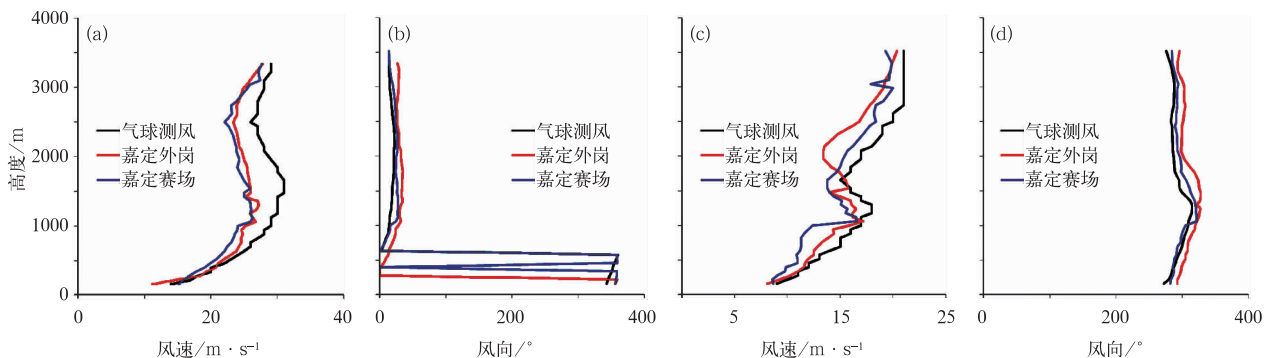 4000
3000
2000
1000
0
高度/m
(a)
气球测风
嘉定外岗
嘉定赛场
0
20
40
风速/m · s⁻¹
(b)
气球测风
嘉定外岗
嘉定赛场
0
200
400
风向/°
(c)
气球测风
嘉定外岗
嘉定赛场
5
15
25
风速/m · s⁻¹
(d)
气球测风
嘉定外岗
嘉定赛场
0
200
400
风向/°